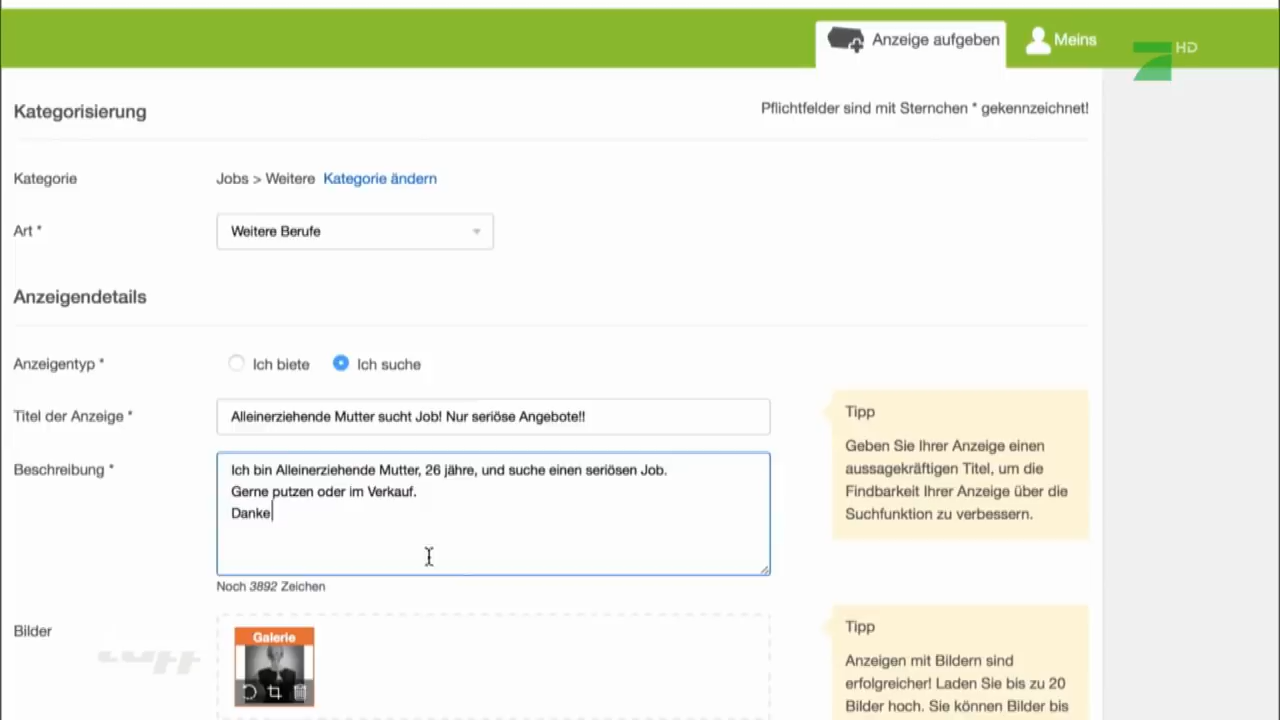 Anzeige aufgeben
Meins
HD
Kategorisierung
Pflichtfelder sind mit Sternchen * gekennzeichnet!
Kategorie
Jobs > Weitere Kategorie ändern
Art *
Weitere Berufe
Anzeigendetails
Anzeigentyp *
Ich biete
Ich suche
Titel der Anzeige *
Alleinerziehende Mutter sucht Job! Nur seriöse Angebote!!
Beschreibung *
Ich bin Alleinerziehende Mutter, 26 jähre, und suche einen seriösen Job.
Gerne putzen oder im Verkauf.
Danke
Noch 3892 Zeichen
Tipp
Geben Sie Ihrer Anzeige einen
aussagekräftigen Titel, um die
Findbarkeit Ihrer Anzeige über die
Suchfunktion zu verbessern.
Bilder
taff
Galerie
Tipp
Anzeigen mit Bildern sind
erfolgreicher! Laden Sie bis zu 20
Bilder hoch. Sie können Bilder bis